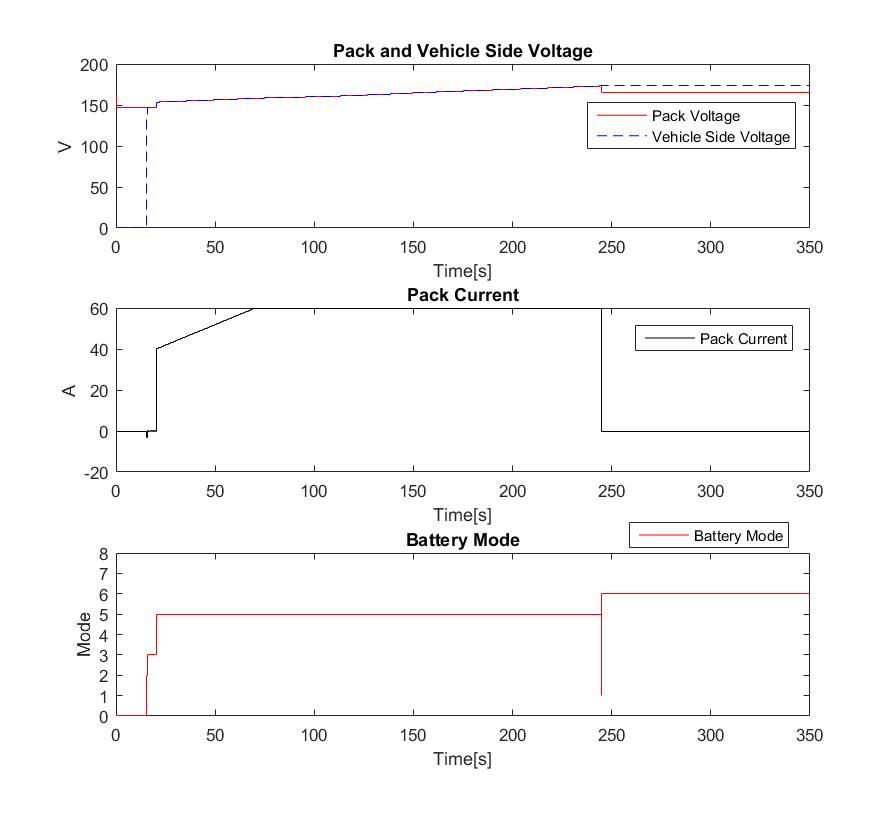 Pack and Vehicle Side Voltage
200
150
100
50
0
V
Pack Voltage
Vehicle Side Voltage
0 50 100 150 200 250 300 350
Time[s]
Pack Current
60
40
20
0
-20
A
Pack Current
0 50 100 150 200 250 300 350
Time[s]
Battery Mode
Battery Mode
8
7
6
5
4
3
2
1
0
Mode
0 50 100 150 200 250 300 350
Time[s]